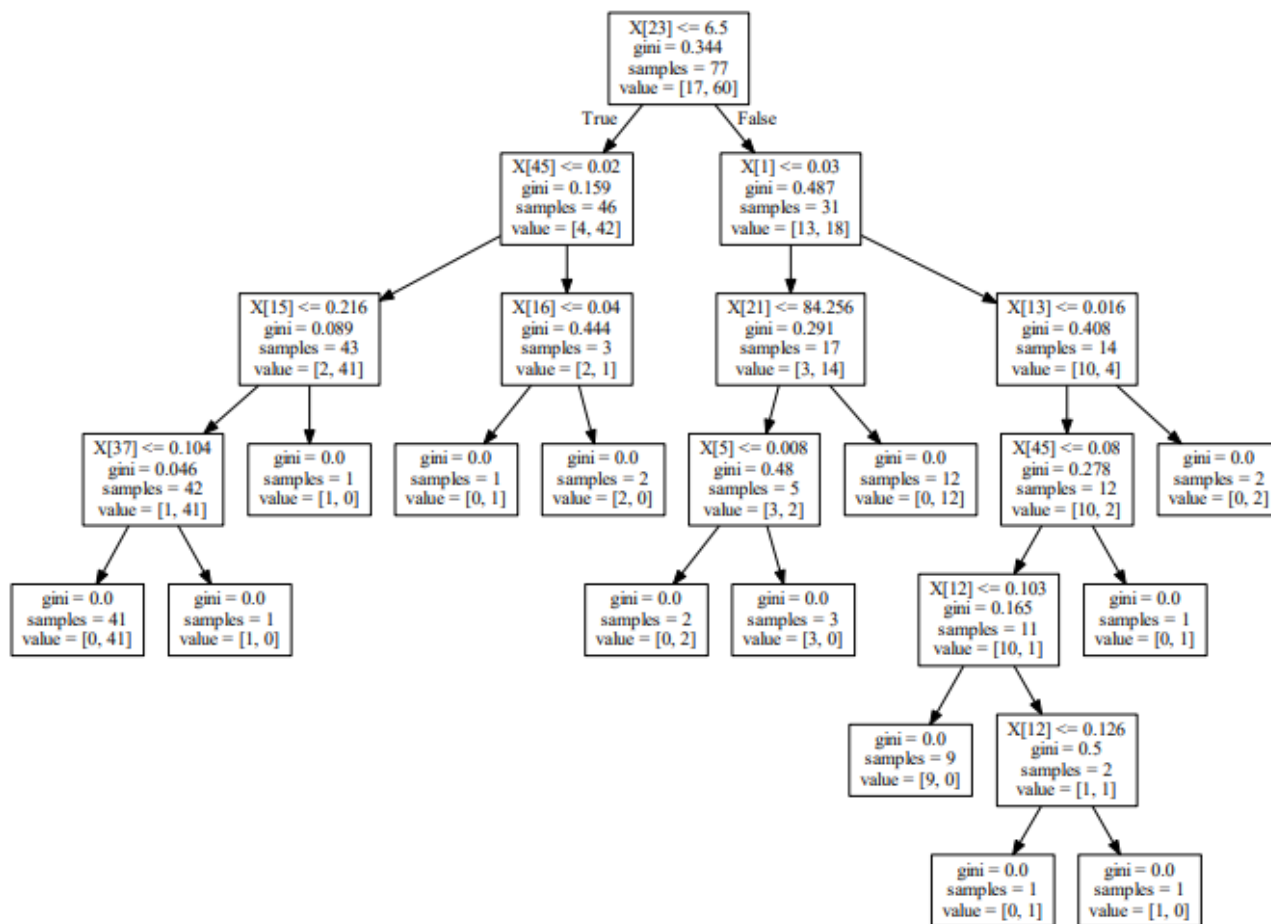 X[23] <= 6.5
gini = 0.344
samples = 77
value = [17, 60]
True
False
X[45] <= 0.02
gini = 0.159
samples = 46
value = [4, 42]
X[1] <= 0.03
gini = 0.487
samples = 31
value = [13, 18]
X[15] <= 0.216
gini = 0.089
samples = 43
value = [2, 41]
X[16] <= 0.04
gini = 0.444
samples = 3
value = [2, 1]
X[21] <= 84.256
gini = 0.291
samples = 17
value = [3, 14]
X[13] <= 0.016
gini = 0.408
samples = 14
value = [10, 4]
X[37] <= 0.104
gini = 0.046
samples = 42
value = [1, 41]
gini = 0.0
samples = 1
value = [1, 0]
gini = 0.0
samples = 1
value = [0, 1]
gini = 0.0
samples = 2
value = [2, 0]
X[5] <= 0.008
gini = 0.48
samples = 5
value = [3, 2]
gini = 0.0
samples = 12
value = [0, 12]
X[45] <= 0.08
gini = 0.278
samples = 12
value = [10, 2]
gini = 0.0
samples = 2
value = [0, 2]
gini = 0.0
samples = 41
value = [0, 41]
gini = 0.0
samples = 1
value = [1, 0]
gini = 0.0
samples = 2
value = [0, 2]
gini = 0.0
samples = 3
value = [3, 0]
X[12] <= 0.103
gini = 0.165
samples = 11
value = [10, 1]
gini = 0.0
samples = 1
value = [0, 1]
gini = 0.0
samples = 9
value = [9, 0]
X[12] <= 0.126
gini = 0.5
samples = 2
value = [1, 1]
gini = 0.0
samples = 1
value = [0, 1]
gini = 0.0
samples = 1
value = [1, 0]